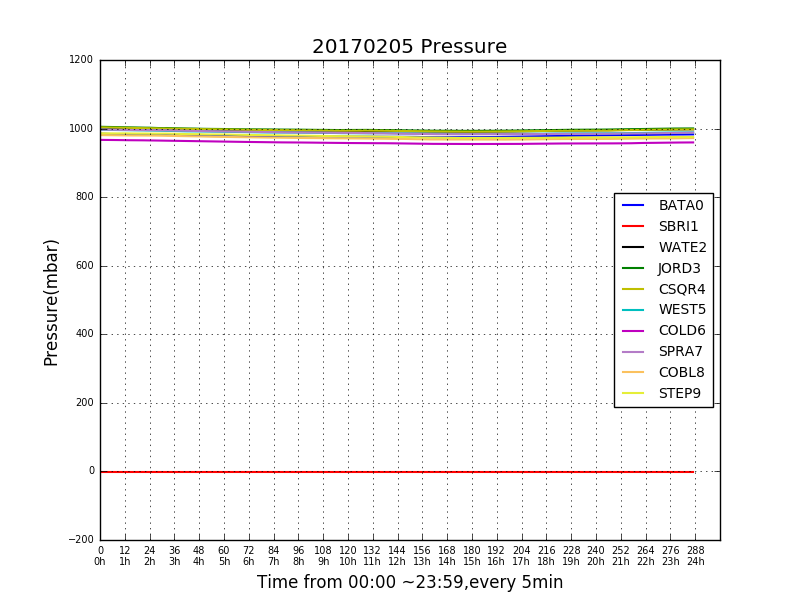 20170205 Pressure
1200
1000
800
600
400
200
0
−200
Pressure(mbar)
BATA0
SBRI1
WATE2
JORD3
CSQR4
WEST5
COLD6
SPRA7
COBL8
STEP9
0 12 24 36 48 60 72 84 96 108 120 132 144 156 168 180 192 204 216 228 240 252 264 276 288
0h 1h 2h 3h 4h 5h 6h 7h 8h 9h 10h 11h 12h 13h 14h 15h 16h 17h 18h 19h 20h 21h 22h 23h 24h
Time from 00:00 ~23:59,every 5min